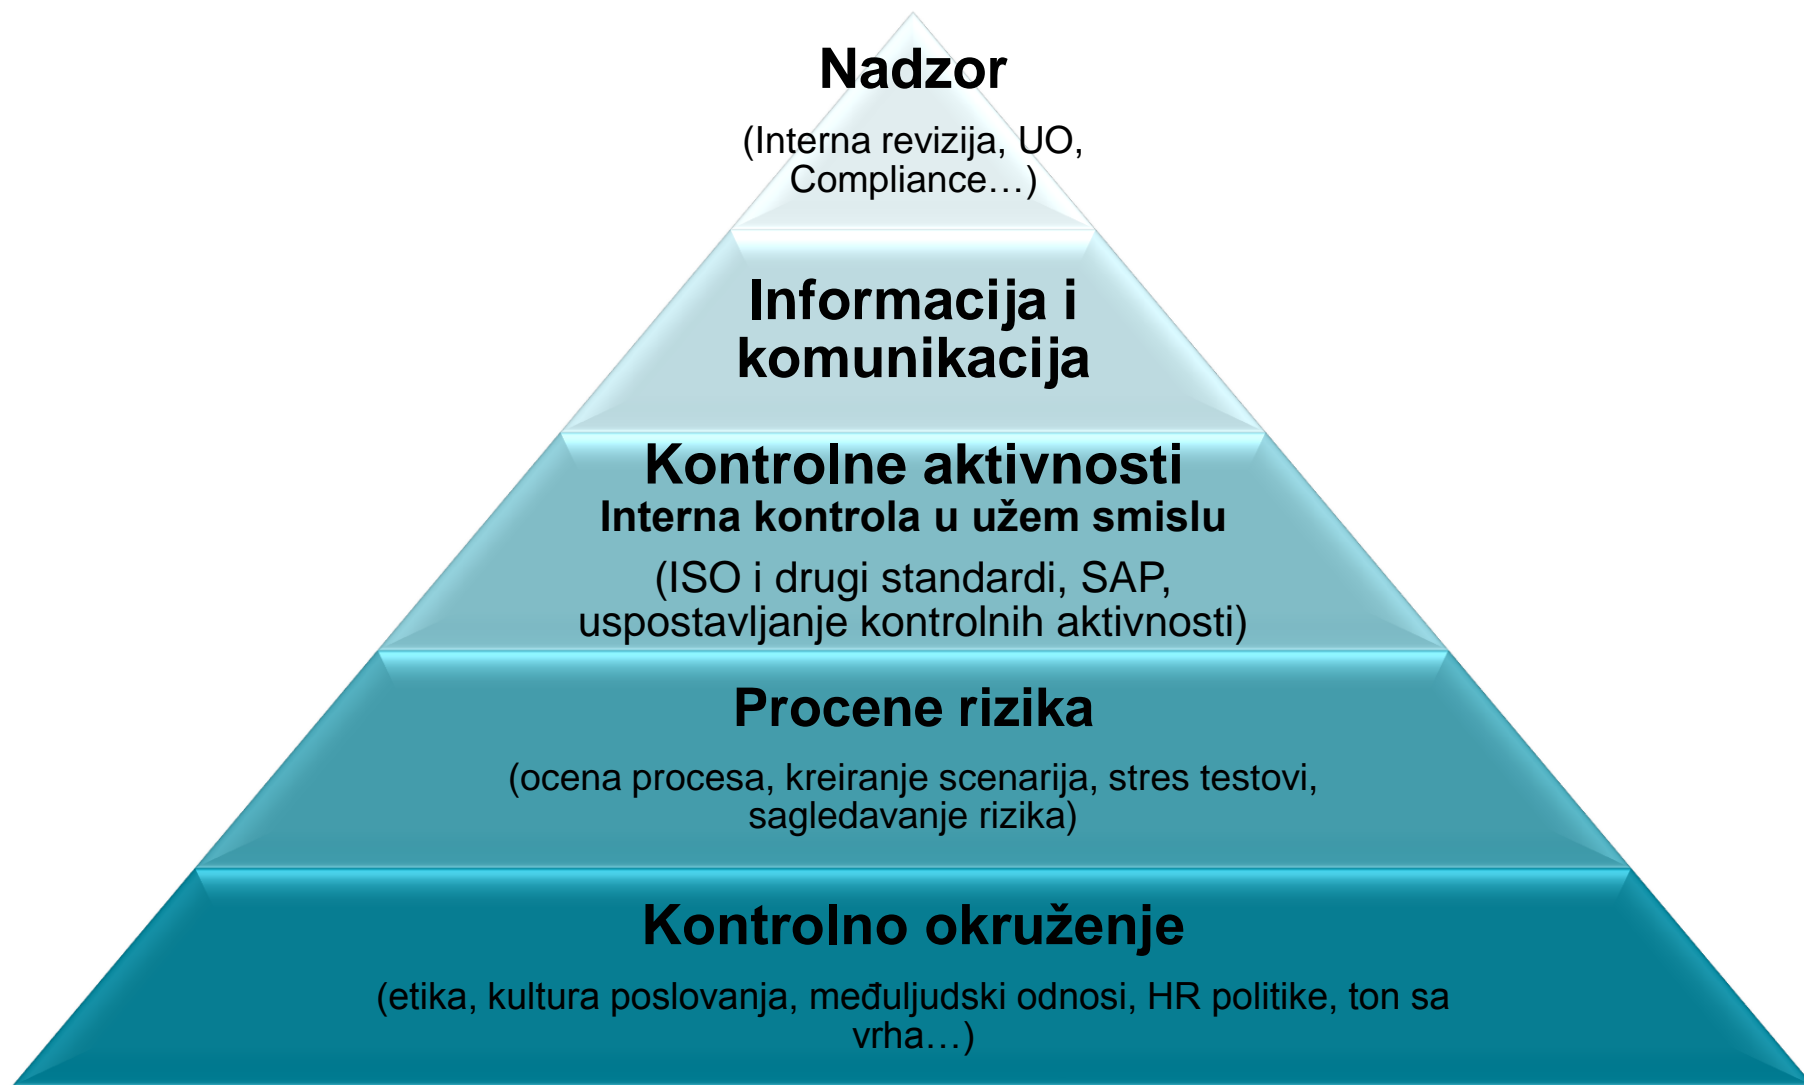 Nadzor
(Interna revizija, UO,
Compliance…)
Informacija i
komunikacija
Kontrolne aktivnosti
Interna kontrola u užem smislu
(ISO i drugi standardi, SAP,
uspostavljanje kontrolnih aktivnosti)
Procene rizika
(ocena procesa, kreiranje scenarija, stres testovi,
sagledavanje rizika)
Kontrolno okruženje
(etika, kultura poslovanja, međuljudski odnosi, HR politike, ton sa
vrha…)